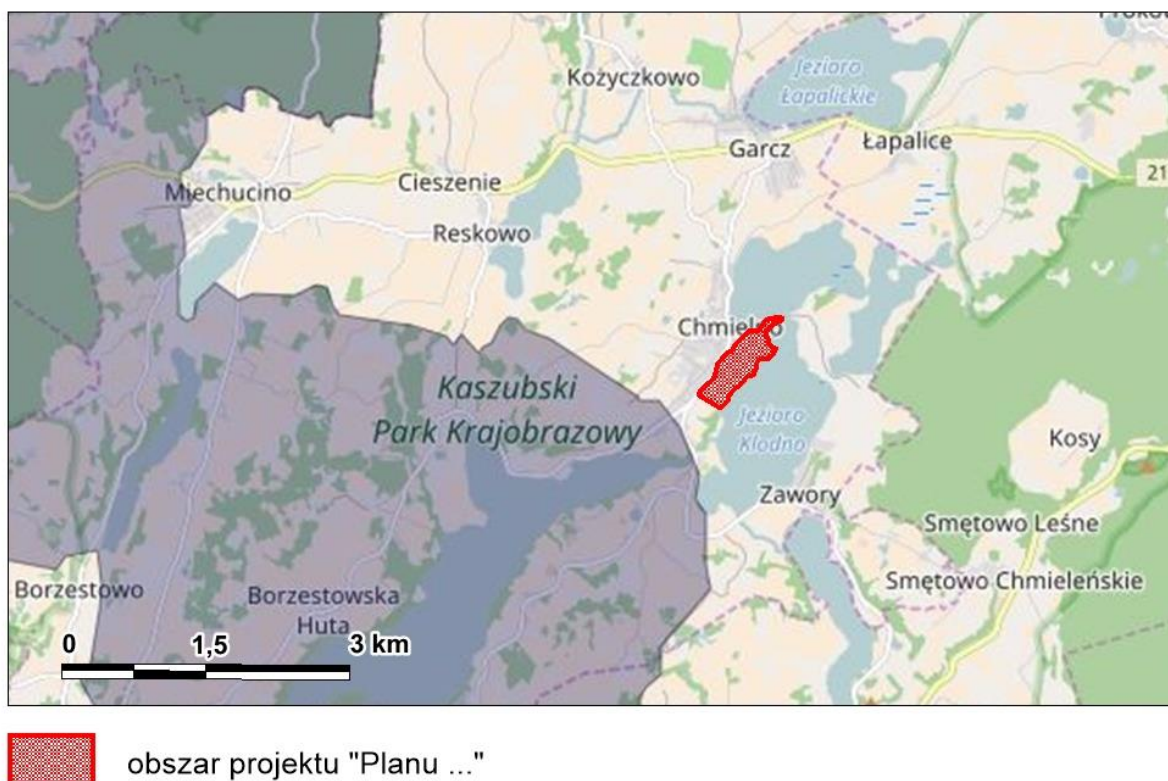 Kożyczkowo
Jezioro
Łapalickie
Garcz
Łapalice
21
Miechucino
Cieszenie
Reskowo
Chmielno
Kaszubski
Park Krajobrazowy
Jezioro
Kłodno
Kosy
Zawory
Smętowo Leśne
Smętowo Chmieleńskie
Borzestowo
Borzestowska
Huta
0 1,5 3 km
obszar projektu "Planu ..."